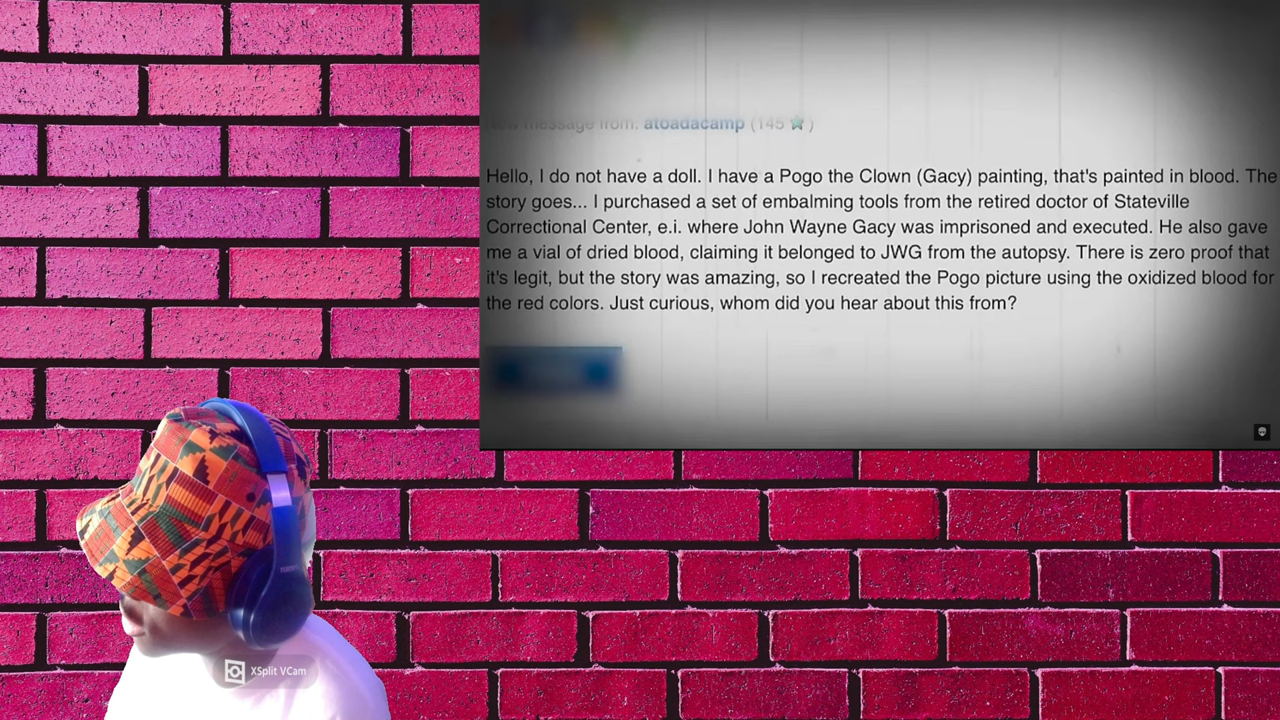 message from: atoadacamp (145 )
Hello, I do not have a doll. I have a Pogo the Clown (Gacy) painting, that's painted in blood. The
story goes... I purchased a set of embalming tools from the retired doctor of Stateville
Correctional Center, e.i. where John Wayne Gacy was imprisoned and executed. He also gave
me a vial of dried blood, claiming it belonged to JWG from the autopsy. There is zero proof that
it's legit, but the story was amazing, so I recreated the Pogo picture using the oxidized blood for
the red colors. Just curious, whom did you hear about this from?
XSplit VCam